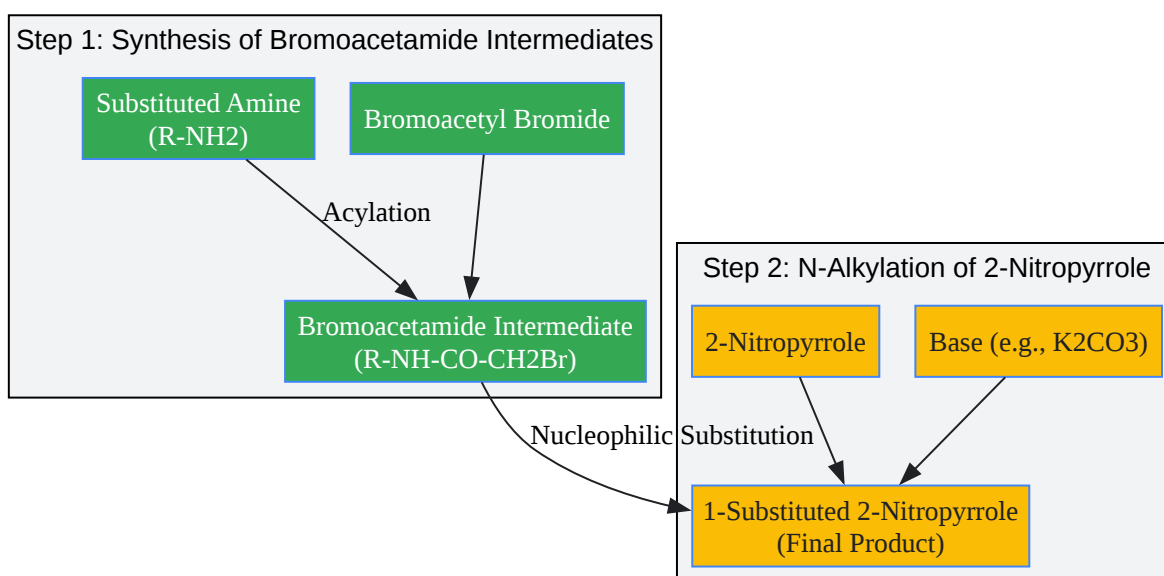 Step 1: Synthesis of Bromoacetamide Intermediates
Substituted Amine
(R-NH2)
Bromoacetyl Bromide
Acylation
Bromoacetamide Intermediate
(R-NH-CO-CH2Br)
Step 2: N-Alkylation of 2-Nitropyrrole
2-Nitropyrrole
Base (e.g., K2CO3)
Nucleophilic Substitution
1-Substituted 2-Nitropyrrole
(Final Product)